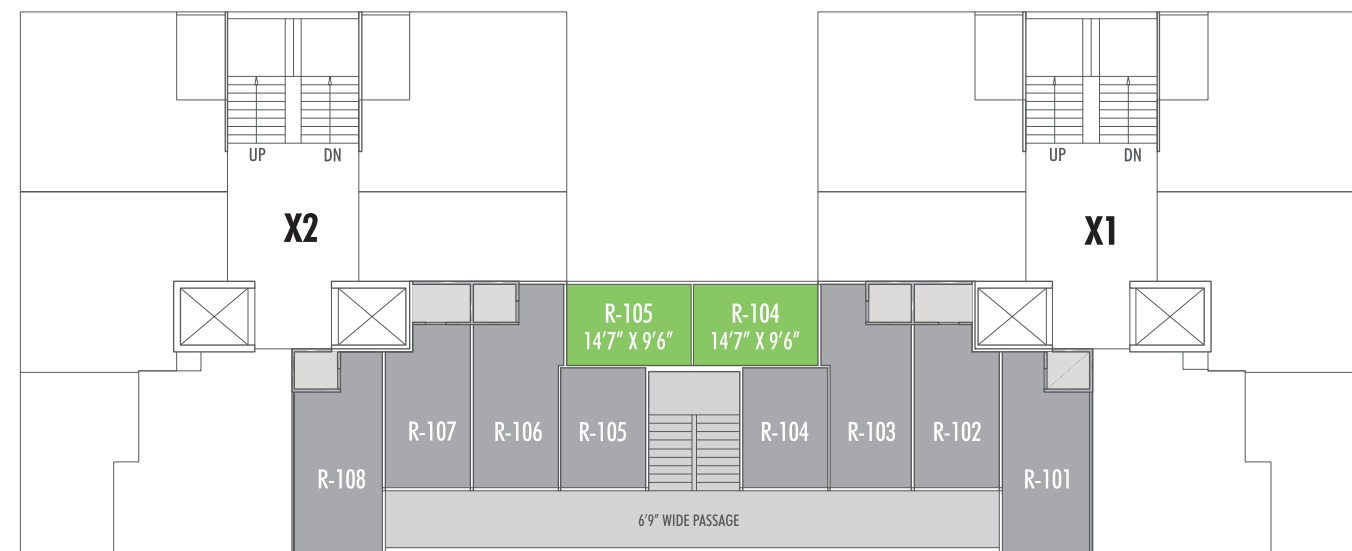 UP DN
UP DN
X2
X1
R-105
14'7” X 9'6”
R-104
14'7” X 9'6”
R-107
R-106
R-105
R-104
R-103
R-102
R-108
R-101
6'9” WIDE PASSAGE